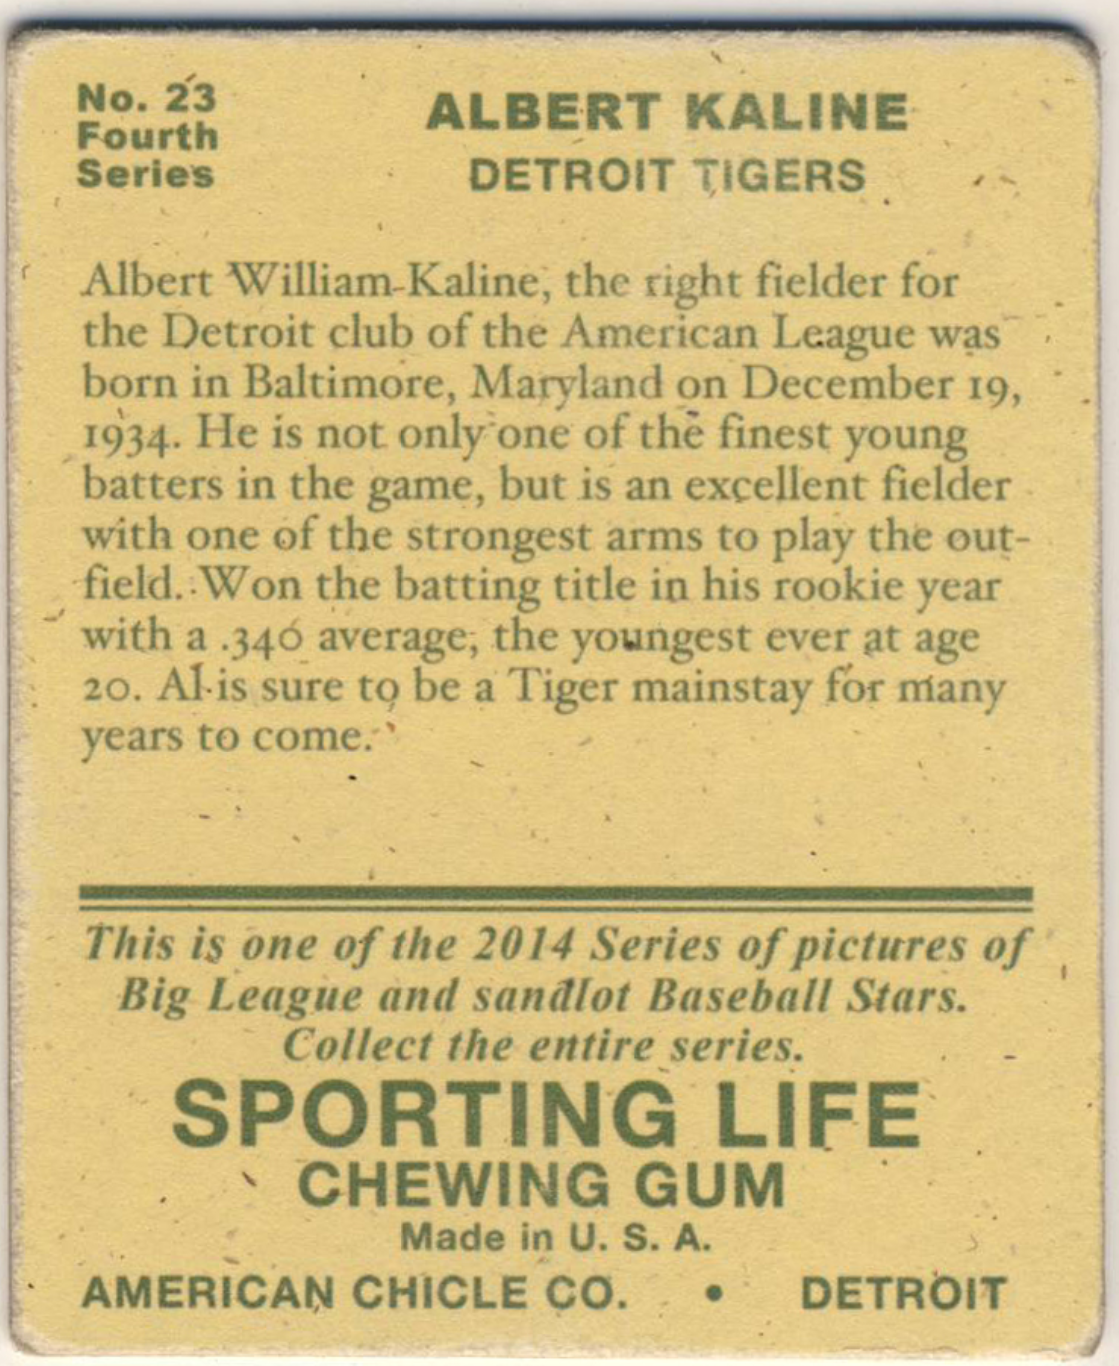 No. 23
Fourth
Series
ALBERT KALINE
DETROIT TIGERS
Albert William Kaline, the right fielder for
the Detroit club of the American League was
born in Baltimore, Maryland on December 19,
1934. He is not only one of the finest young
batters in the game, but is an excellent fielder
with one of the strongest arms to play the out-
field. Won the batting title in his rookie year
with a .340 average, the youngest ever at age
20. Al is sure to be a Tiger mainstay for many
years to come.
This is one of the 2014 Series of pictures of
Big League and sandlot Baseball Stars.
Collect the entire series.
SPORTING LIFE
CHEWING GUM
Made in U. S. A.
AMERICAN CHICLE CO. • DETROIT